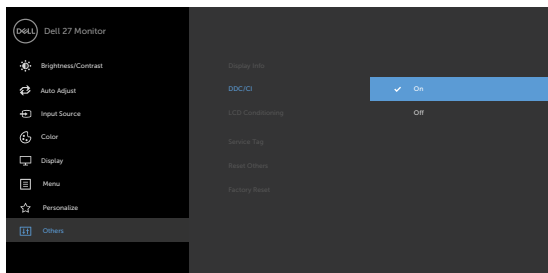 DELL Dell 27 Monitor
Brightness/Contrast
Auto Adjust
Input Source
Color
Display
Menu
Personalize
Others
Display Info
DDC/CI
LCD Conditioning
Service Tag
Reset Others
Factory Reset
On
Off